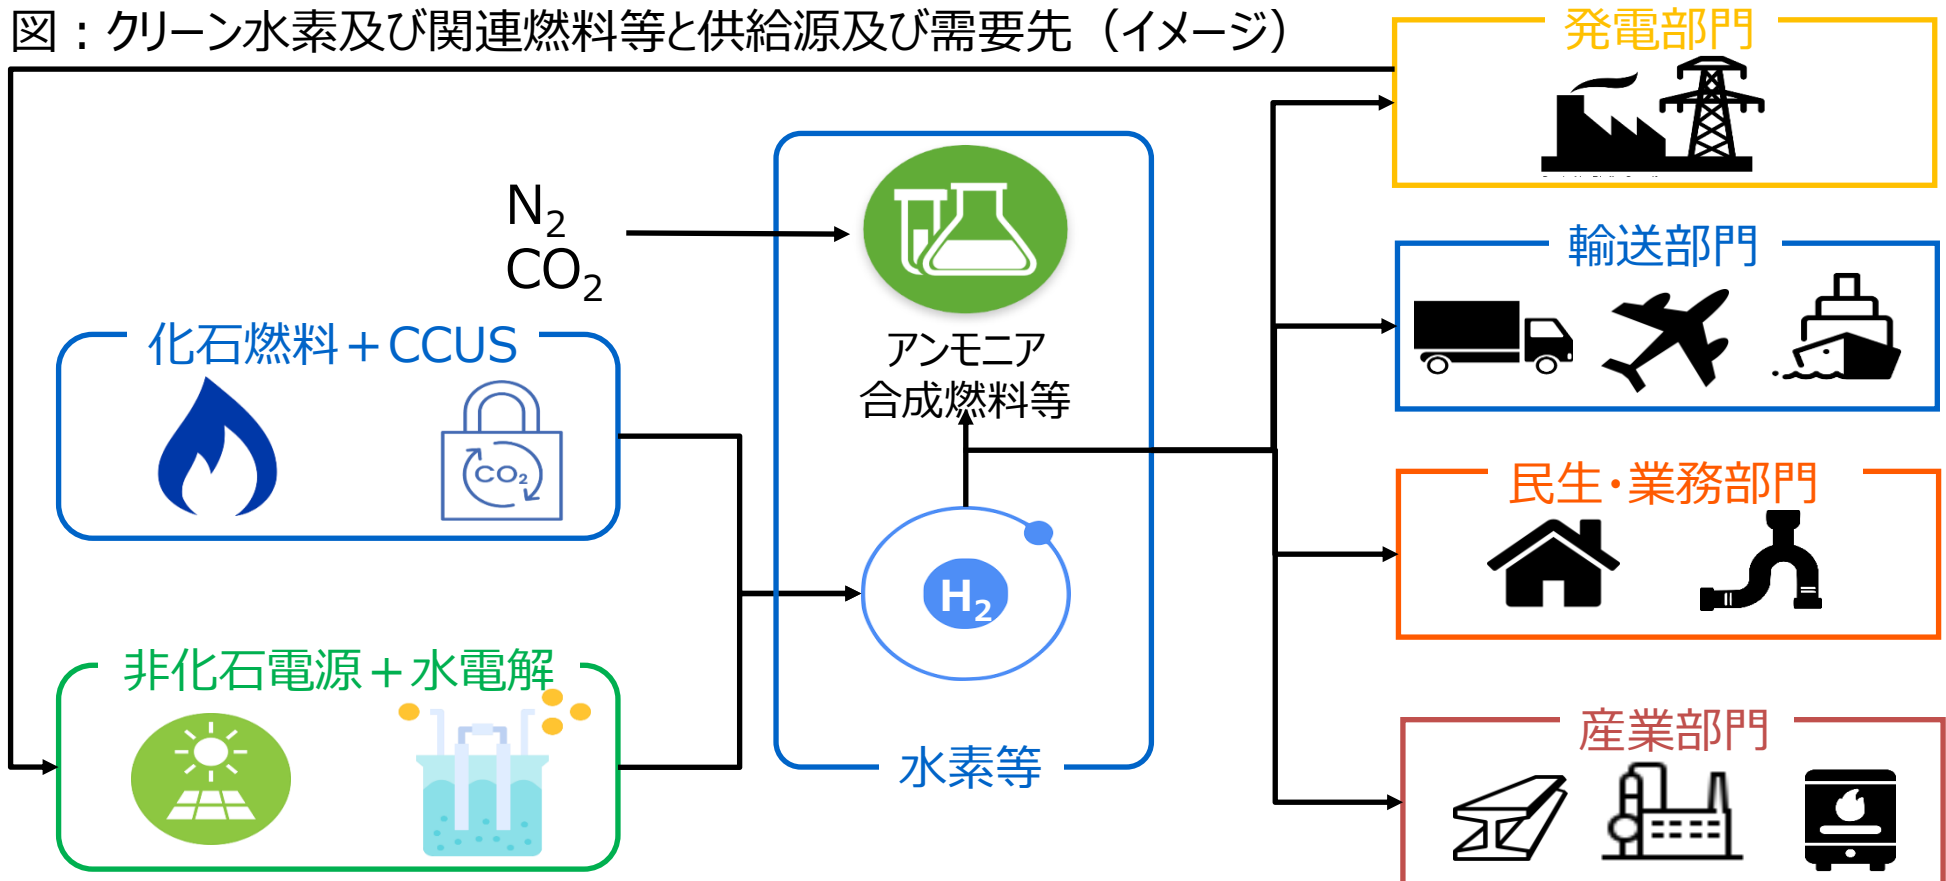 図：クリーン水素及び関連燃料等と供給源及び需要先（イメージ）
発電部門
N2
CO2
輸送部門
化石燃料＋CCUS
アンモニア
合成燃料等
CO2
民生・業務部門
H2
非化石電源＋水電解
水素等
産業部門